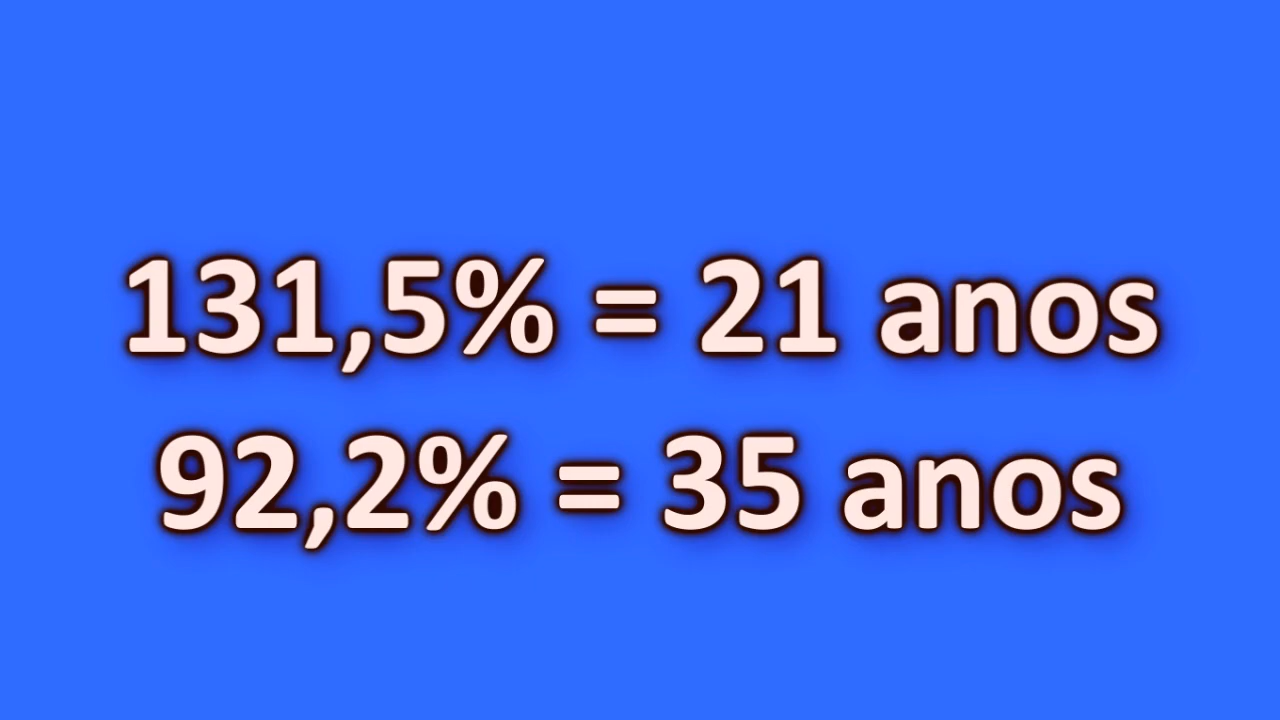 131,5% = 21 anos
92,2% = 35 anos